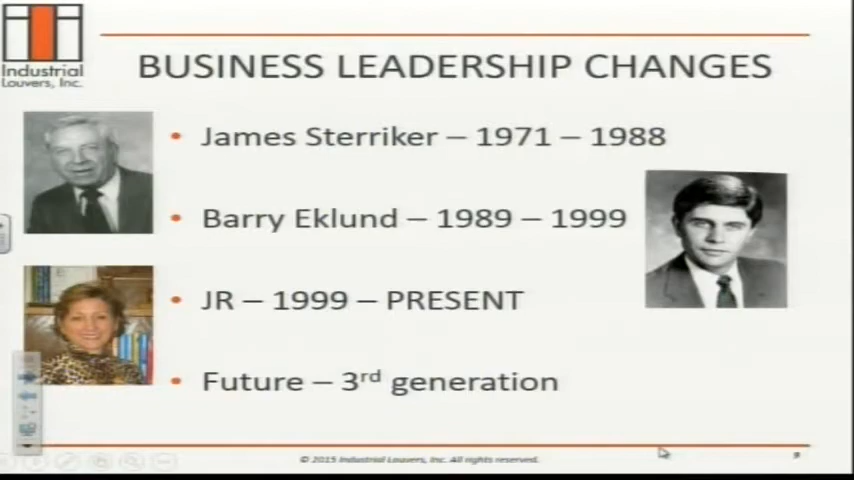 Industrial
Louvers, Inc.
BUSINESS LEADERSHIP CHANGES
• James Sterriker – 1971 – 1988
• Barry Eklund – 1989 – 1999
• JR – 1999 – PRESENT
• Future – 3rd generation
© 2015 Industrial Louvers, Inc. All rights reserved.
9